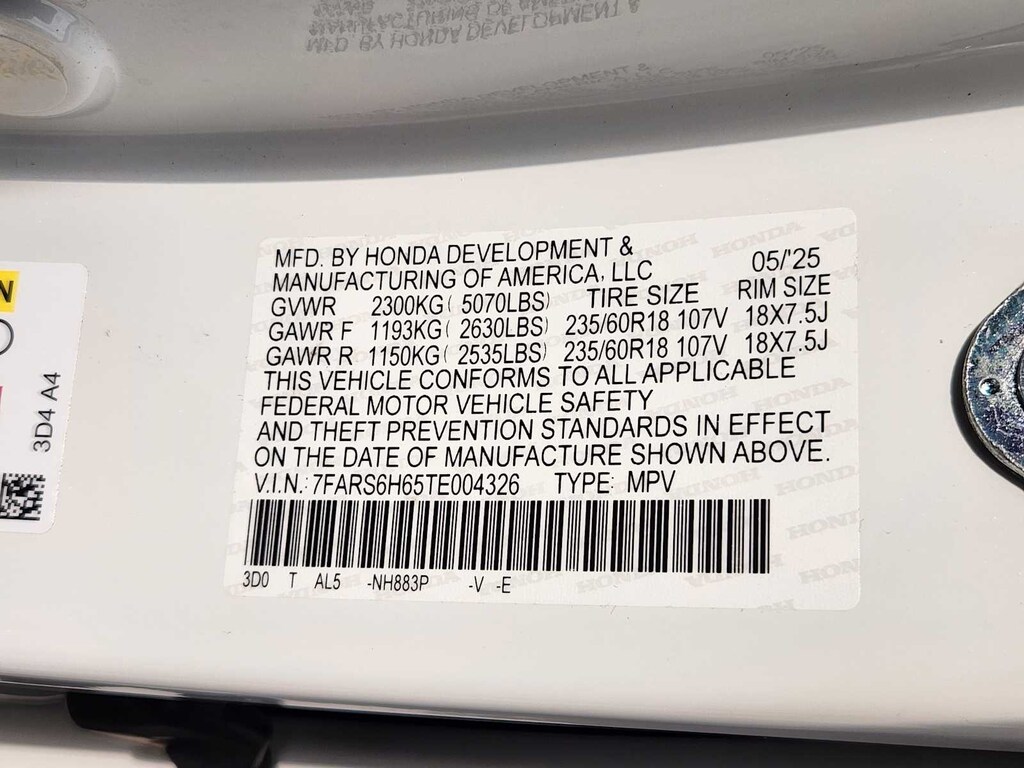 MFD. BY HONDA DEVELOPMENT &
MANUFACTURING OF AMERICA, LLC 05/'25
GVWR 2300KG( 5070LBS) TIRE SIZE RIM SIZE
GAWR F 1193KG( 2630LBS) 235/60R18 107V 18X7.5J
GAWR R 1150KG( 2535LBS) 235/60R18 107V 18X7.5J
THIS VEHICLE CONFORMS TO ALL APPLICABLE
FEDERAL MOTOR VEHICLE SAFETY
AND THEFT PREVENTION STANDARDS IN EFFECT
ON THE DATE OF MANUFACTURE SHOWN ABOVE.
V.I.N.: 7FARS6H65TE004326 TYPE: MPV
3D0 T AL5 -NH883P -V -E
N
3D4 A4